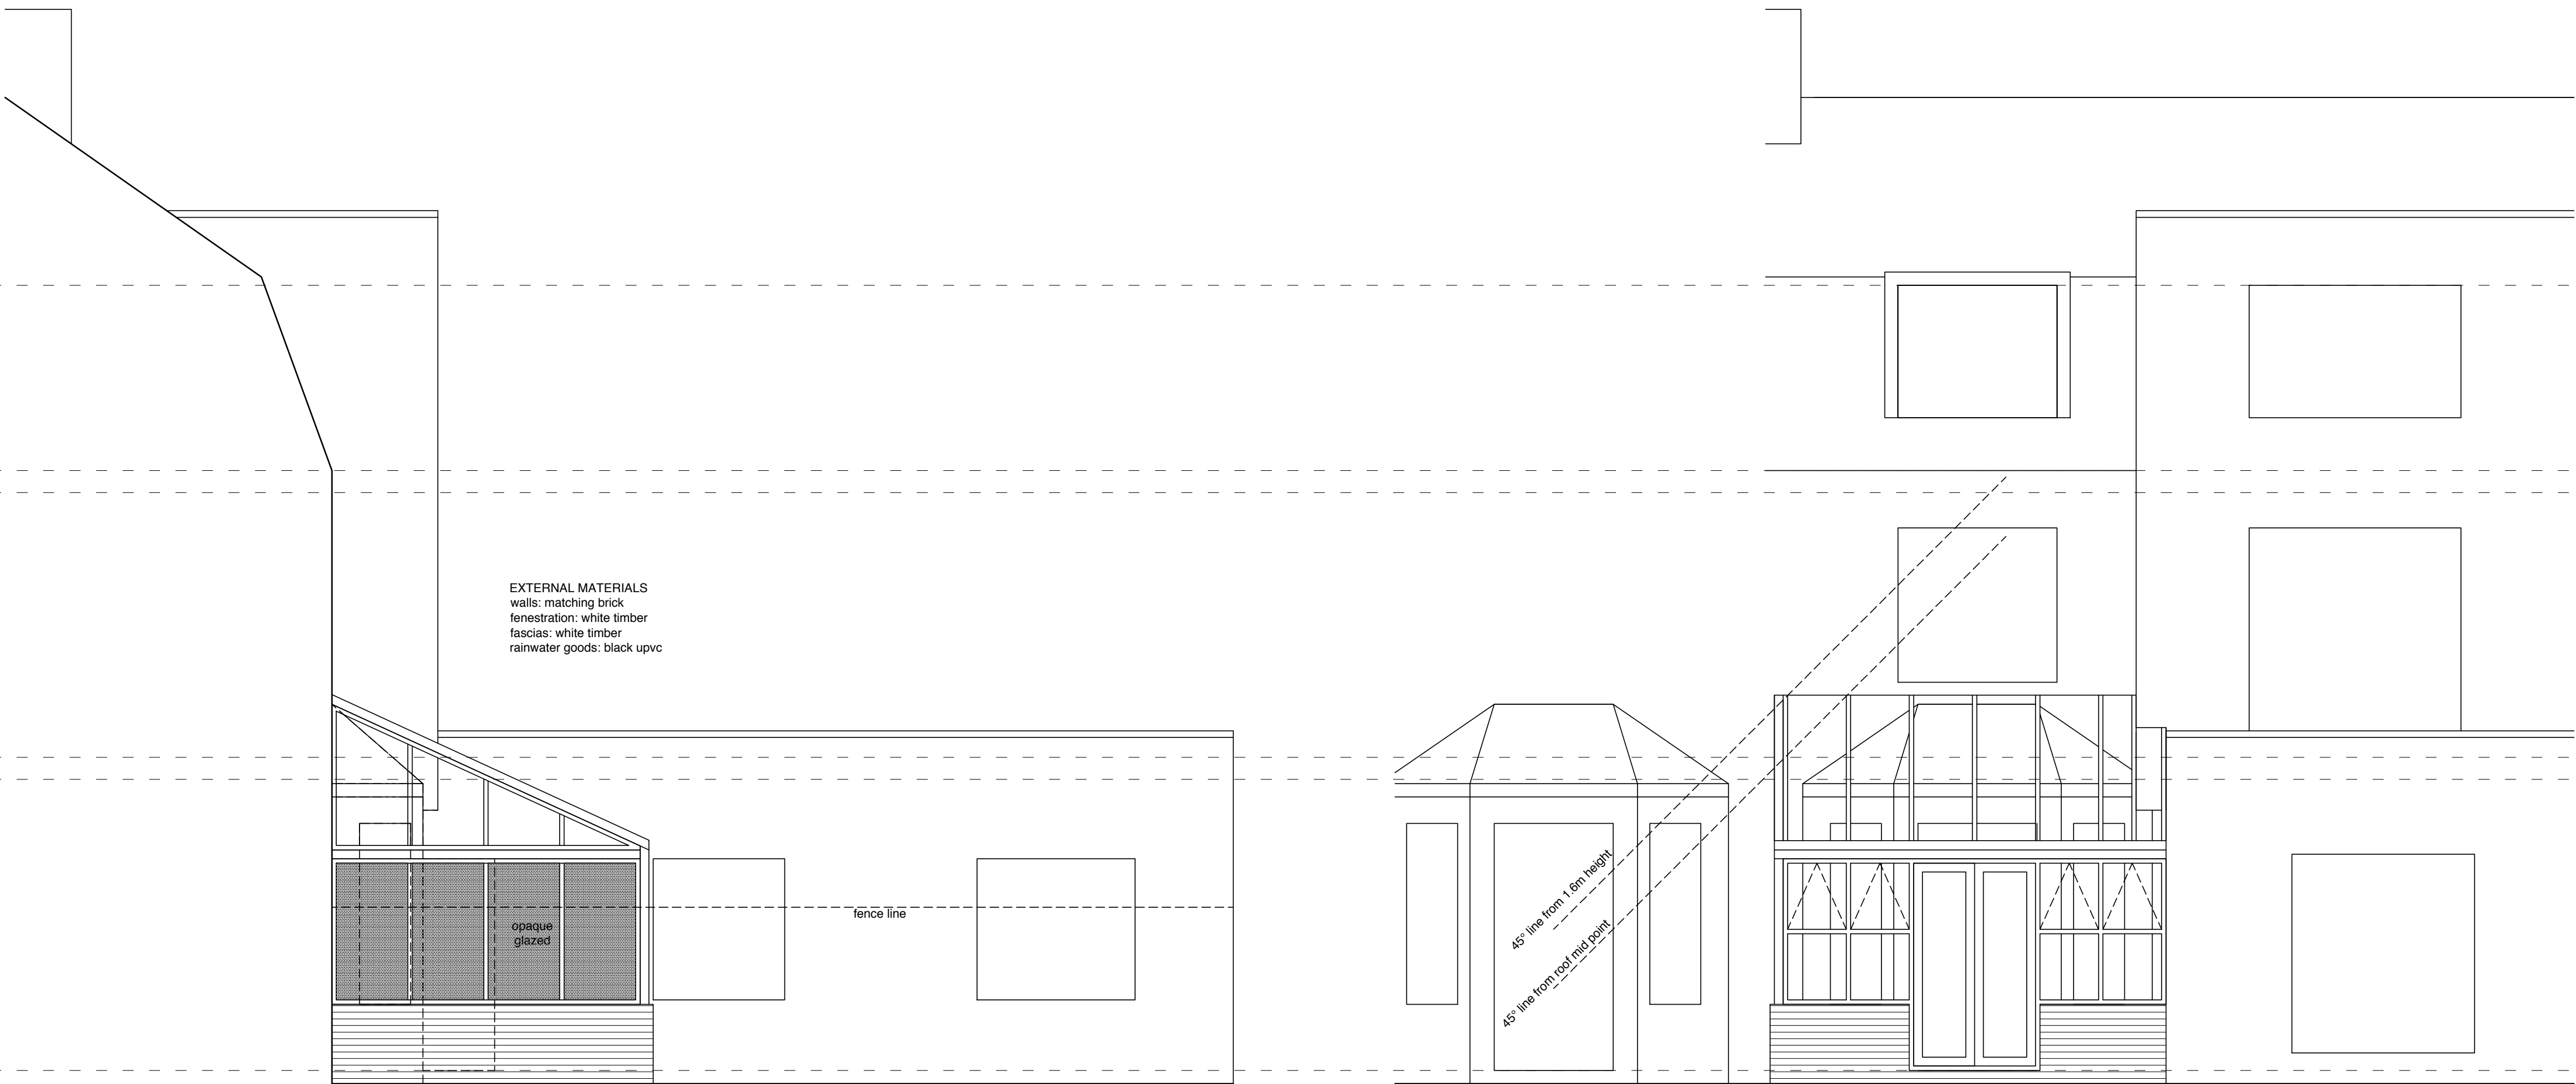 EXTERNAL MATERIALS
walls: matching brick
fenestration: white timber
fascias: white timber
rainwater goods: black upvc
opaque
glazed
fence line
45° line from 1.6m height
45° line from roof mid point